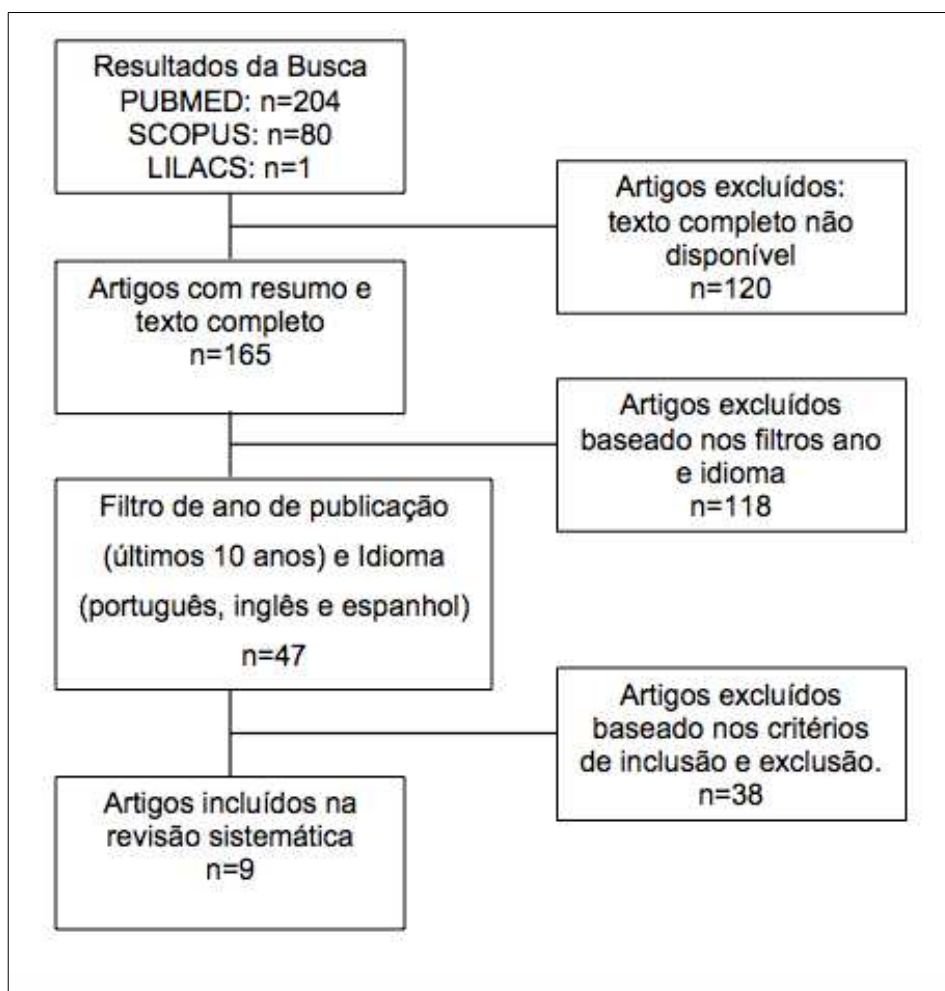 Resultados da Busca
PUBMED: n=204
SCOPUS: n=80
LILACS: n=1
Artigos excluídos:
texto completo não
disponível
n=120
Artigos com resumo e
texto completo
n=165
Artigos excluídos
baseado nos filtros ano
e idioma
n=118
Filtro de ano de publicação
(últimos 10 anos) e Idioma
(português, inglês e espanhol)
n=47
Artigos excluídos
baseado nos critérios
de inclusão e exclusão.
n=38
Artigos incluídos na
revisão sistemática
n=9